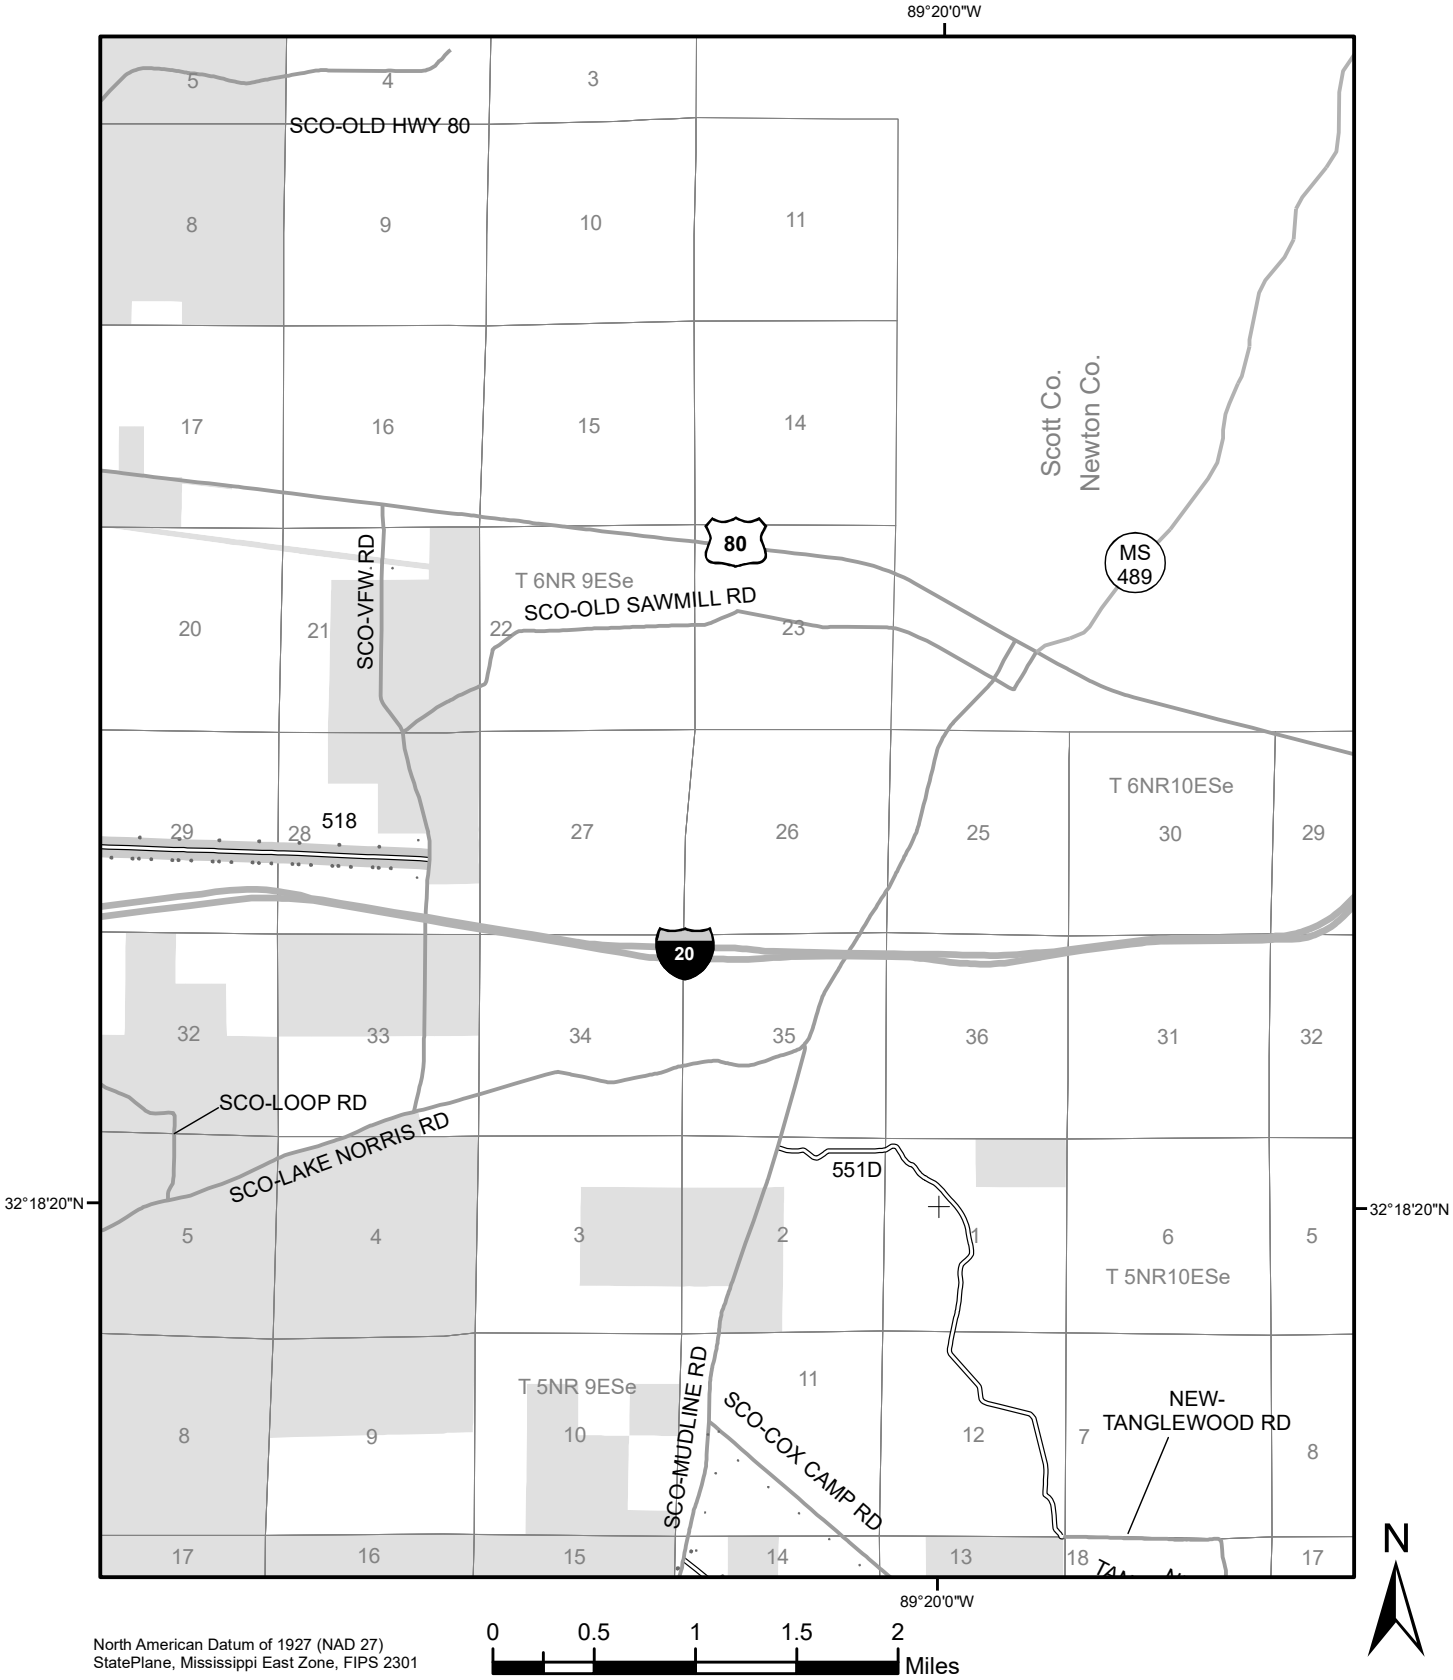 89°20'0"W
5
4
3
SCO-OLD HWY 80
8
9
10
11
Scott Co.
Newton Co.
17
16
15
14
80
MS
489
SCO-VFW RD
T 6NR 9ESe
SCO-OLD SAWMILL RD
20
21
22
23
T 6NR10ESe
518
29
28
27
26
25
30
29
20
32
33
34
35
36
31
32
SCO-LOOP RD
SCO-LAKE NORRIS RD
551D
32°18'20"N
32°18'20"N
5
4
3
2
1
6
5
T 5NR10ESe
T 5NR 9ESe
SCO-MUDLINE RD
SCO-COX CAMP RD
11
NEW-
TANGLEWOOD RD
8
9
10
12
7
8
17
16
15
14
13
18
17
89°20'0"W
N
North American Datum of 1927 (NAD 27)
StatePlane, Mississippi East Zone, FIPS 2301
0 0.5 1 1.5 2
Miles